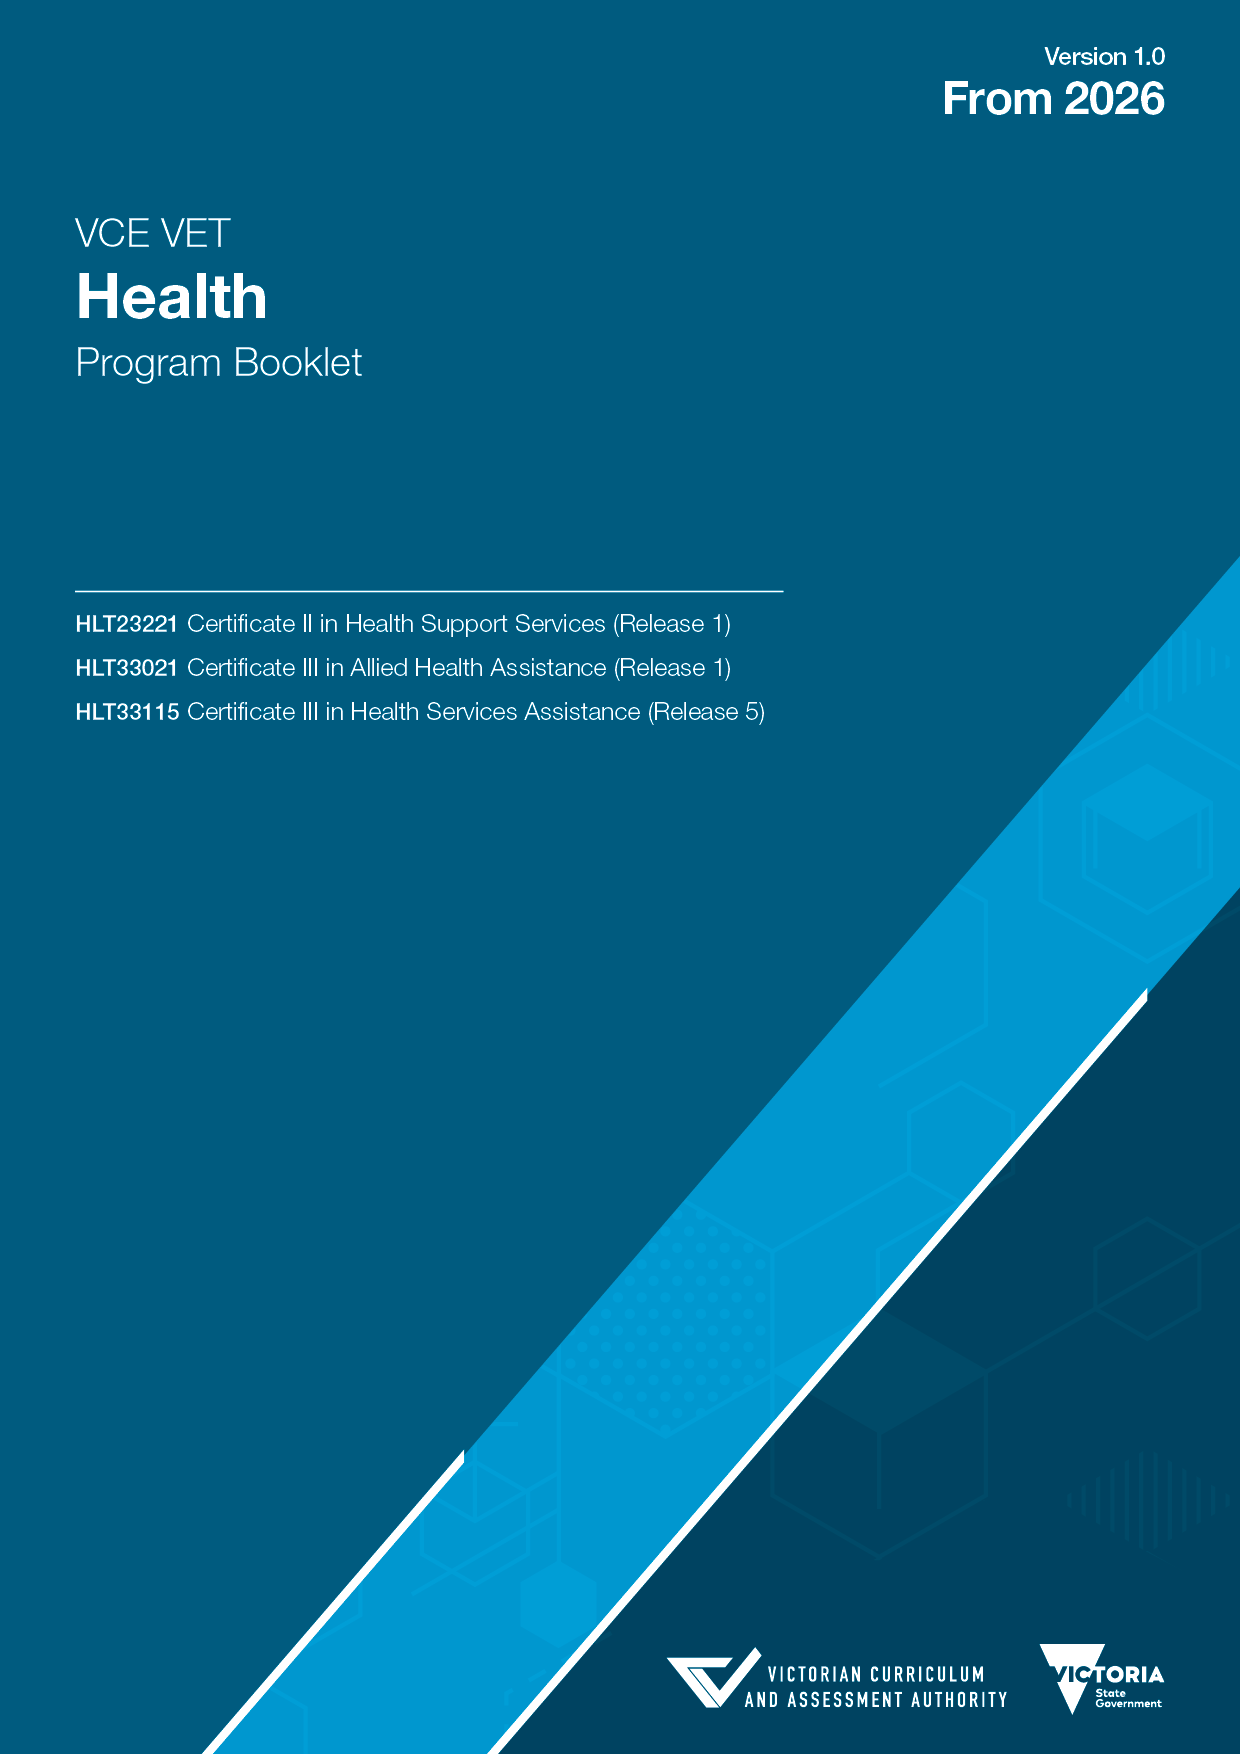 Version 1.0
From 2026
VCE VET
Health
Program Booklet
HLT23221 Certificate II in Health Support Services (Release 1)
HLT33021 Certificate III in Allied Health Assistance (Release 1)
HLT33115 Certificate III in Health Services Assistance (Release 5)
VICTORIAN CURRICULUM
AND ASSESSMENT AUTHORITY
VICTORIA
State
Government